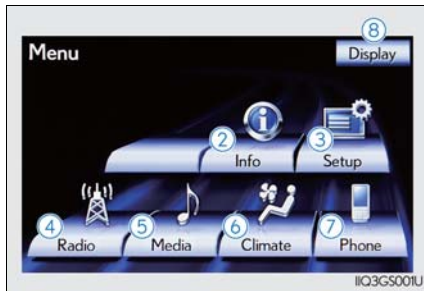 8
Menu
Display
2
3
Info
Setup
4
5
6
7
Radio
Media
Climate
Phone
IIQ3GS001U